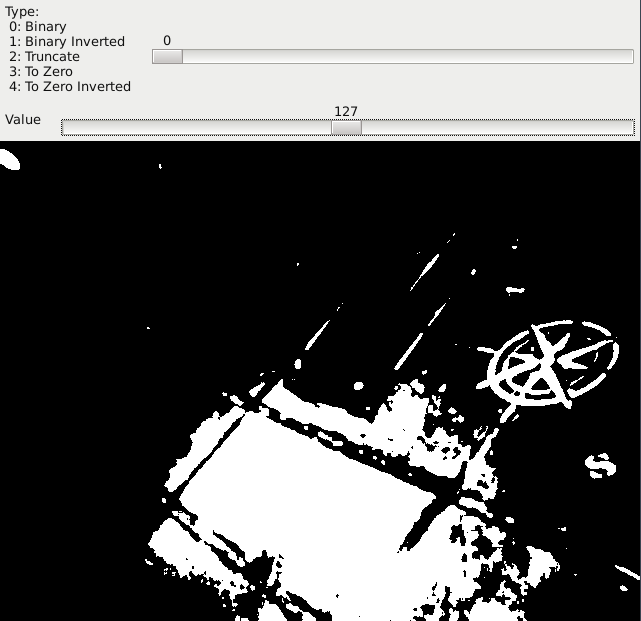 Type:
0: Binary
1: Binary Inverted
2: Truncate
3: To Zero
4: To Zero Inverted
0
Value
127
S